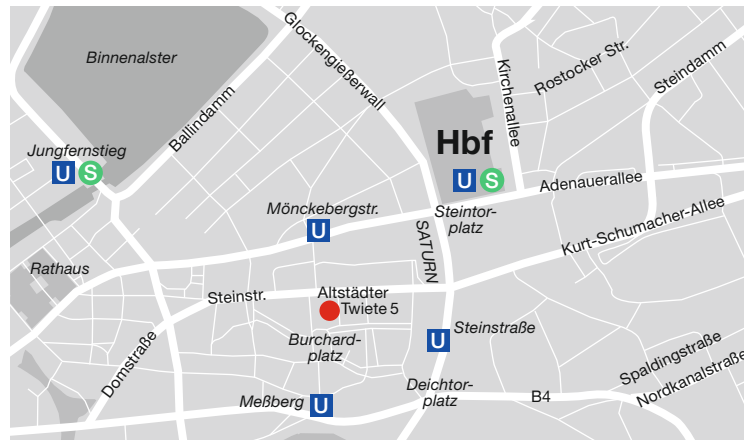 Binnenalster
Glockengießerwall
Rostocker Str.
Steindamm
Kirchenallee
Ballindamm
Hbf
Jungfernstieg
U S
U S
Adenauerallee
Mönckebergstr.
U
Steintor-
platz
SATURN
Kurt-Schumacher-Allee
Rathaus
Steinstr.
Altstädter
Twiete 5
Steinstraße
U
Burchard-
platz
Domstraße
Spaldingstraße
Nordkanalstraße
Meßberg
U
Deichtor-
platz
B4